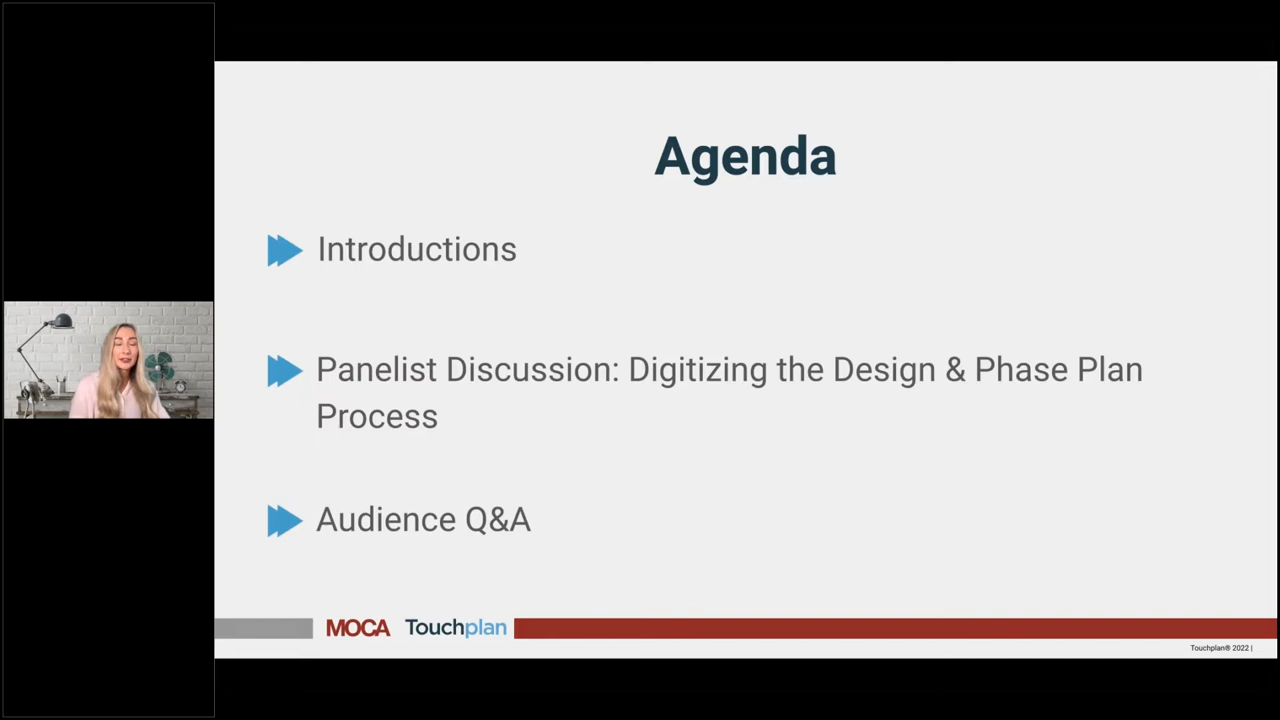 Agenda
Introductions
Panelist Discussion: Digitizing the Design & Phase Plan
Process
Audience Q&A
MOCA Touchplan
Touchplan® 2022 |